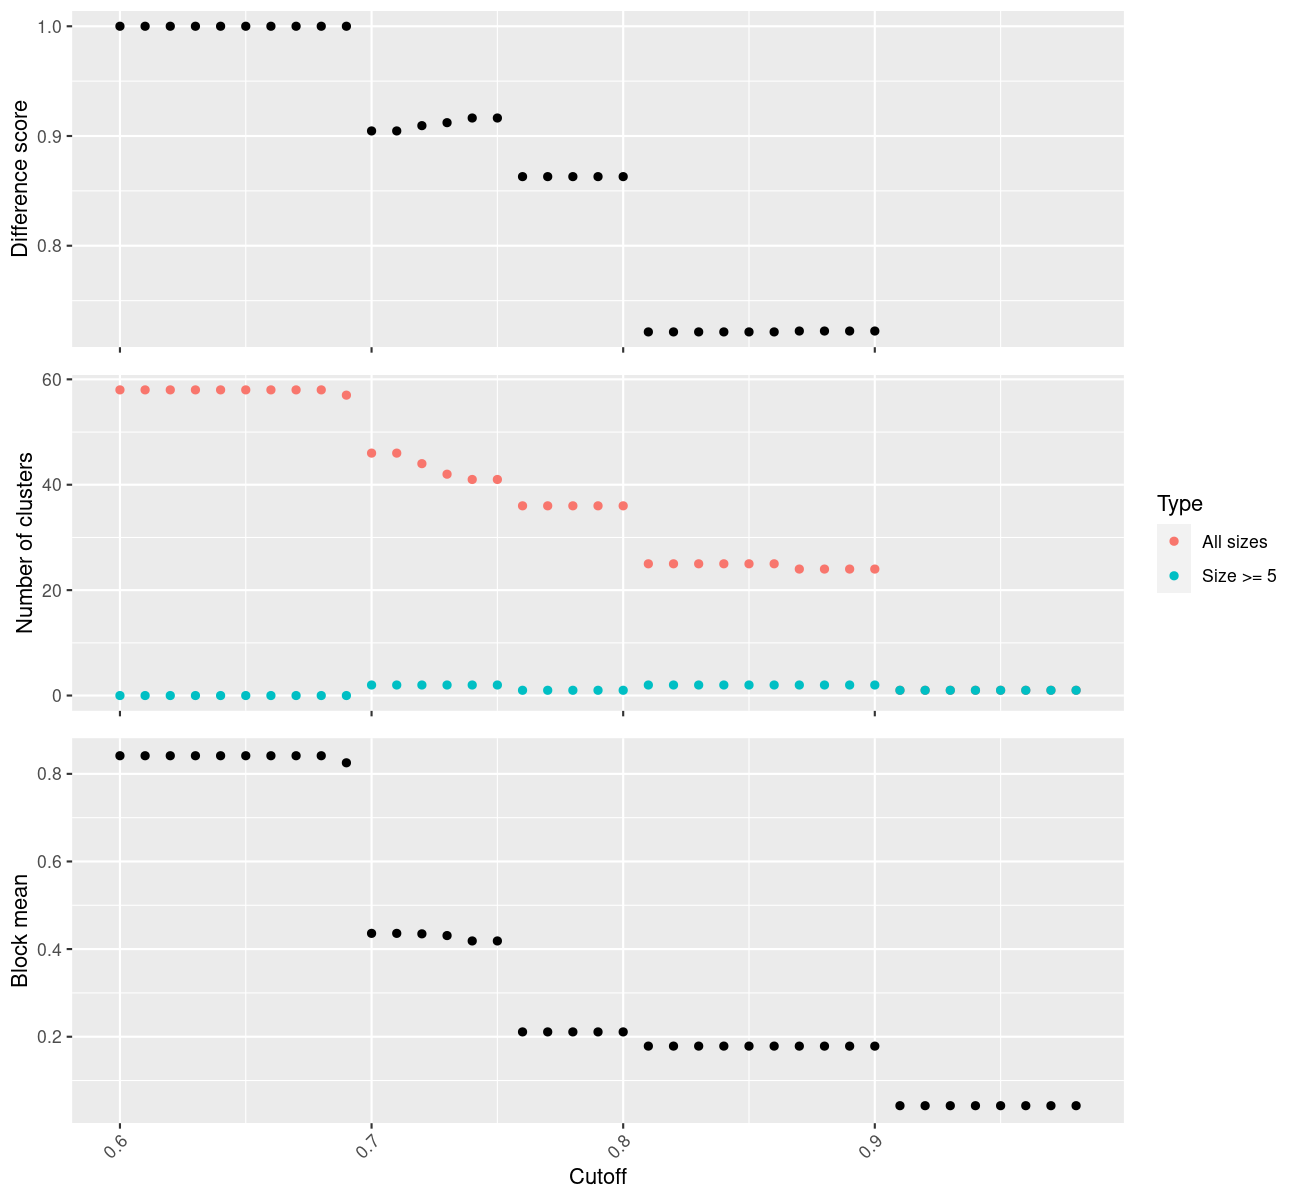 Difference score
1.0
0.9
0.8
Number of clusters
60
40
20
0
Type
All sizes
Size >= 5
Block mean
0.8
0.6
0.4
0.2
0.6
0.7
0.8
0.9
Cutoff